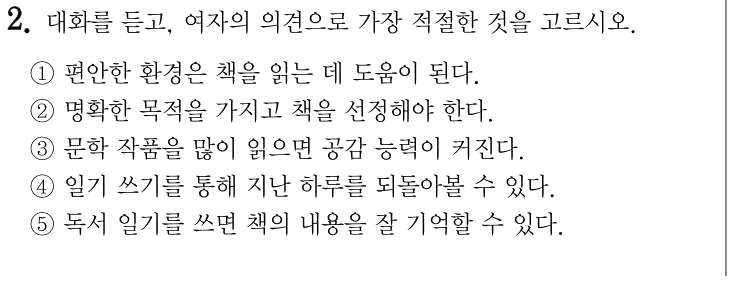 2. 대화를 듣고, 여자의 의견으로 가장 적절한 것을 고르시오.
① 편안한 환경은 책을 읽는 데 도움이 된다.
② 명확한 목적을 가지고 책을 선정해야 한다.
③ 문학 작품을 많이 읽으면 공감 능력이 커진다.
④ 일기 쓰기를 통해 지난 하루를 되돌아볼 수 있다.
⑤ 독서 일기를 쓰면 책의 내용을 잘 기억할 수 있다.